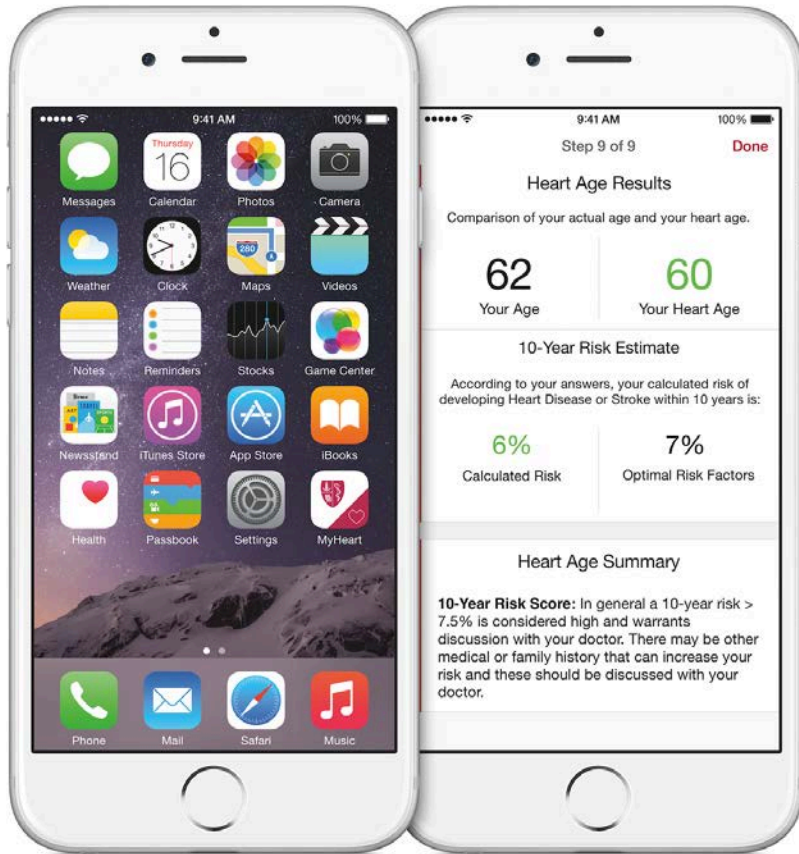 9:41 AM 100%
Thursday
16
Messages Calendar Photos Camera
280
Weather Clock Maps Videos
Notes Reminders Stocks Game Center
Newsstand iTunes Store App Store iBooks
Health Passbook Settings MyHeart
Phone Mail Safari Music
9:41 AM 100%
Step 9 of 9 Done
Heart Age Results
Comparison of your actual age and your heart age.
62 60
Your Age Your Heart Age
10-Year Risk Estimate
According to your answers, your calculated risk of
developing Heart Disease or Stroke within 10 years is:
6% 7%
Calculated Risk Optimal Risk Factors
Heart Age Summary
10-Year Risk Score: In general a 10-year risk >
7.5% is considered high and warrants
discussion with your doctor. There may be other
medical or family history that can increase your
risk and these should be discussed with your
doctor.